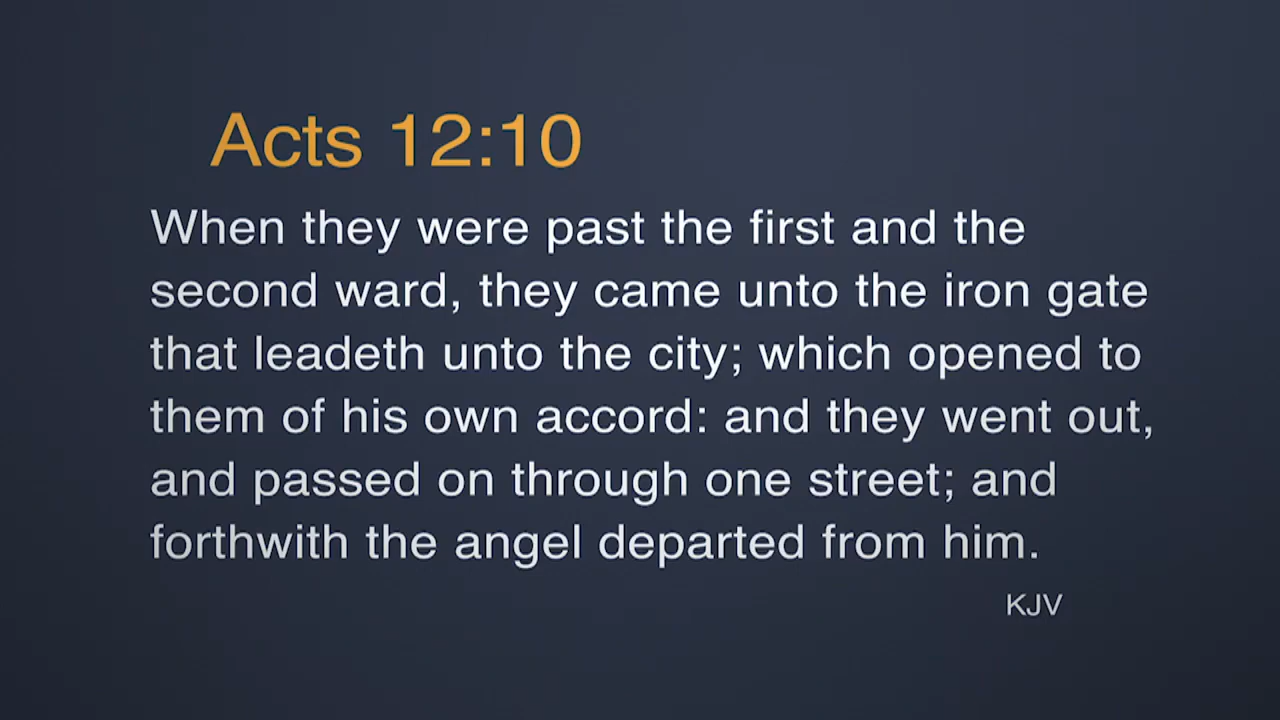 Acts 12:10
When they were past the first and the
second ward, they came unto the iron gate
that leadeth unto the city; which opened to
them of his own accord: and they went out,
and passed on through one street; and
forthwith the angel departed from him.
KJV